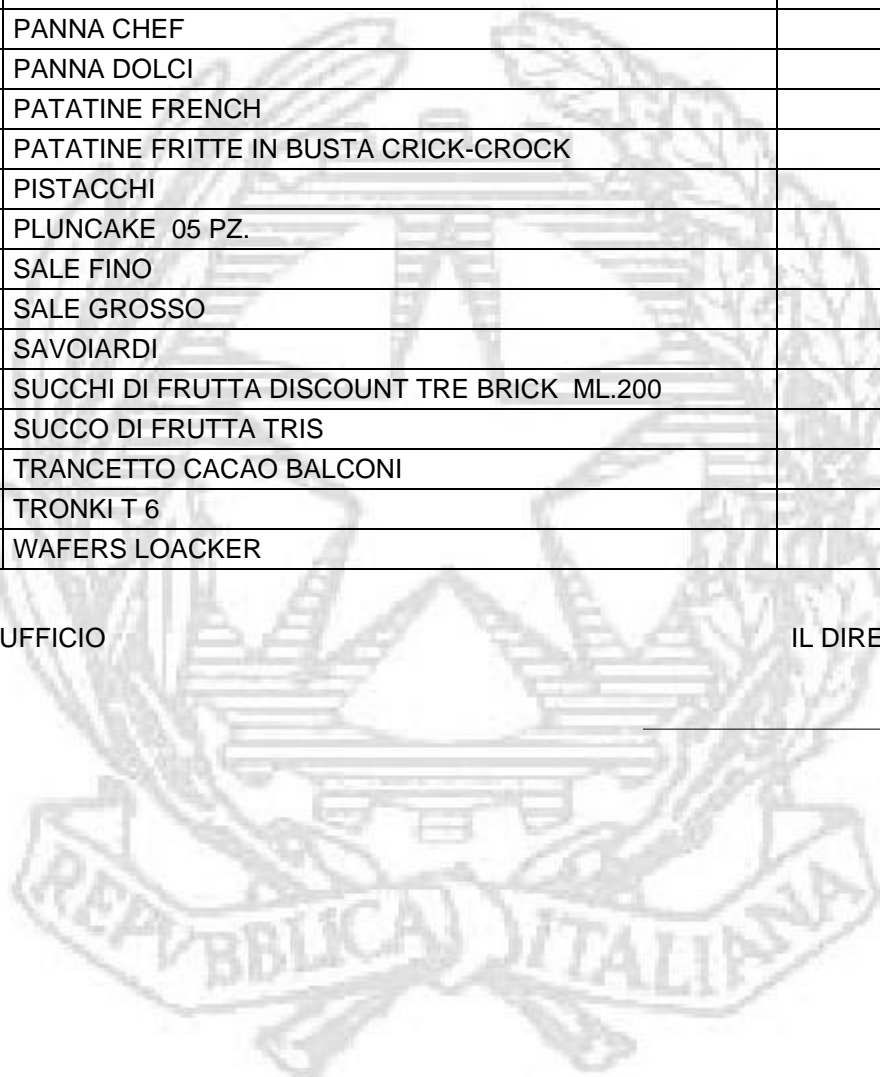 PANNA CHEF
PANNA DOLCI
PATATINE FRENCH
PATATINE FRITTE IN BUSTA CRICK-CROCK
PISTACCHI
PLUNCAKE 05 PZ.
SALE FINO
SALE GROSSO
SAVOIARDI
SUCCHI DI FRUTTA DISCOUNT TRE BRICK ML.200
SUCCO DI FRUTTA TRIS
TRANCETTO CACAO BALCONI
TRONKI T 6
WAFERS LOACKER
UFFICIO IL DIRE
REPVBBLICA ITALIANA